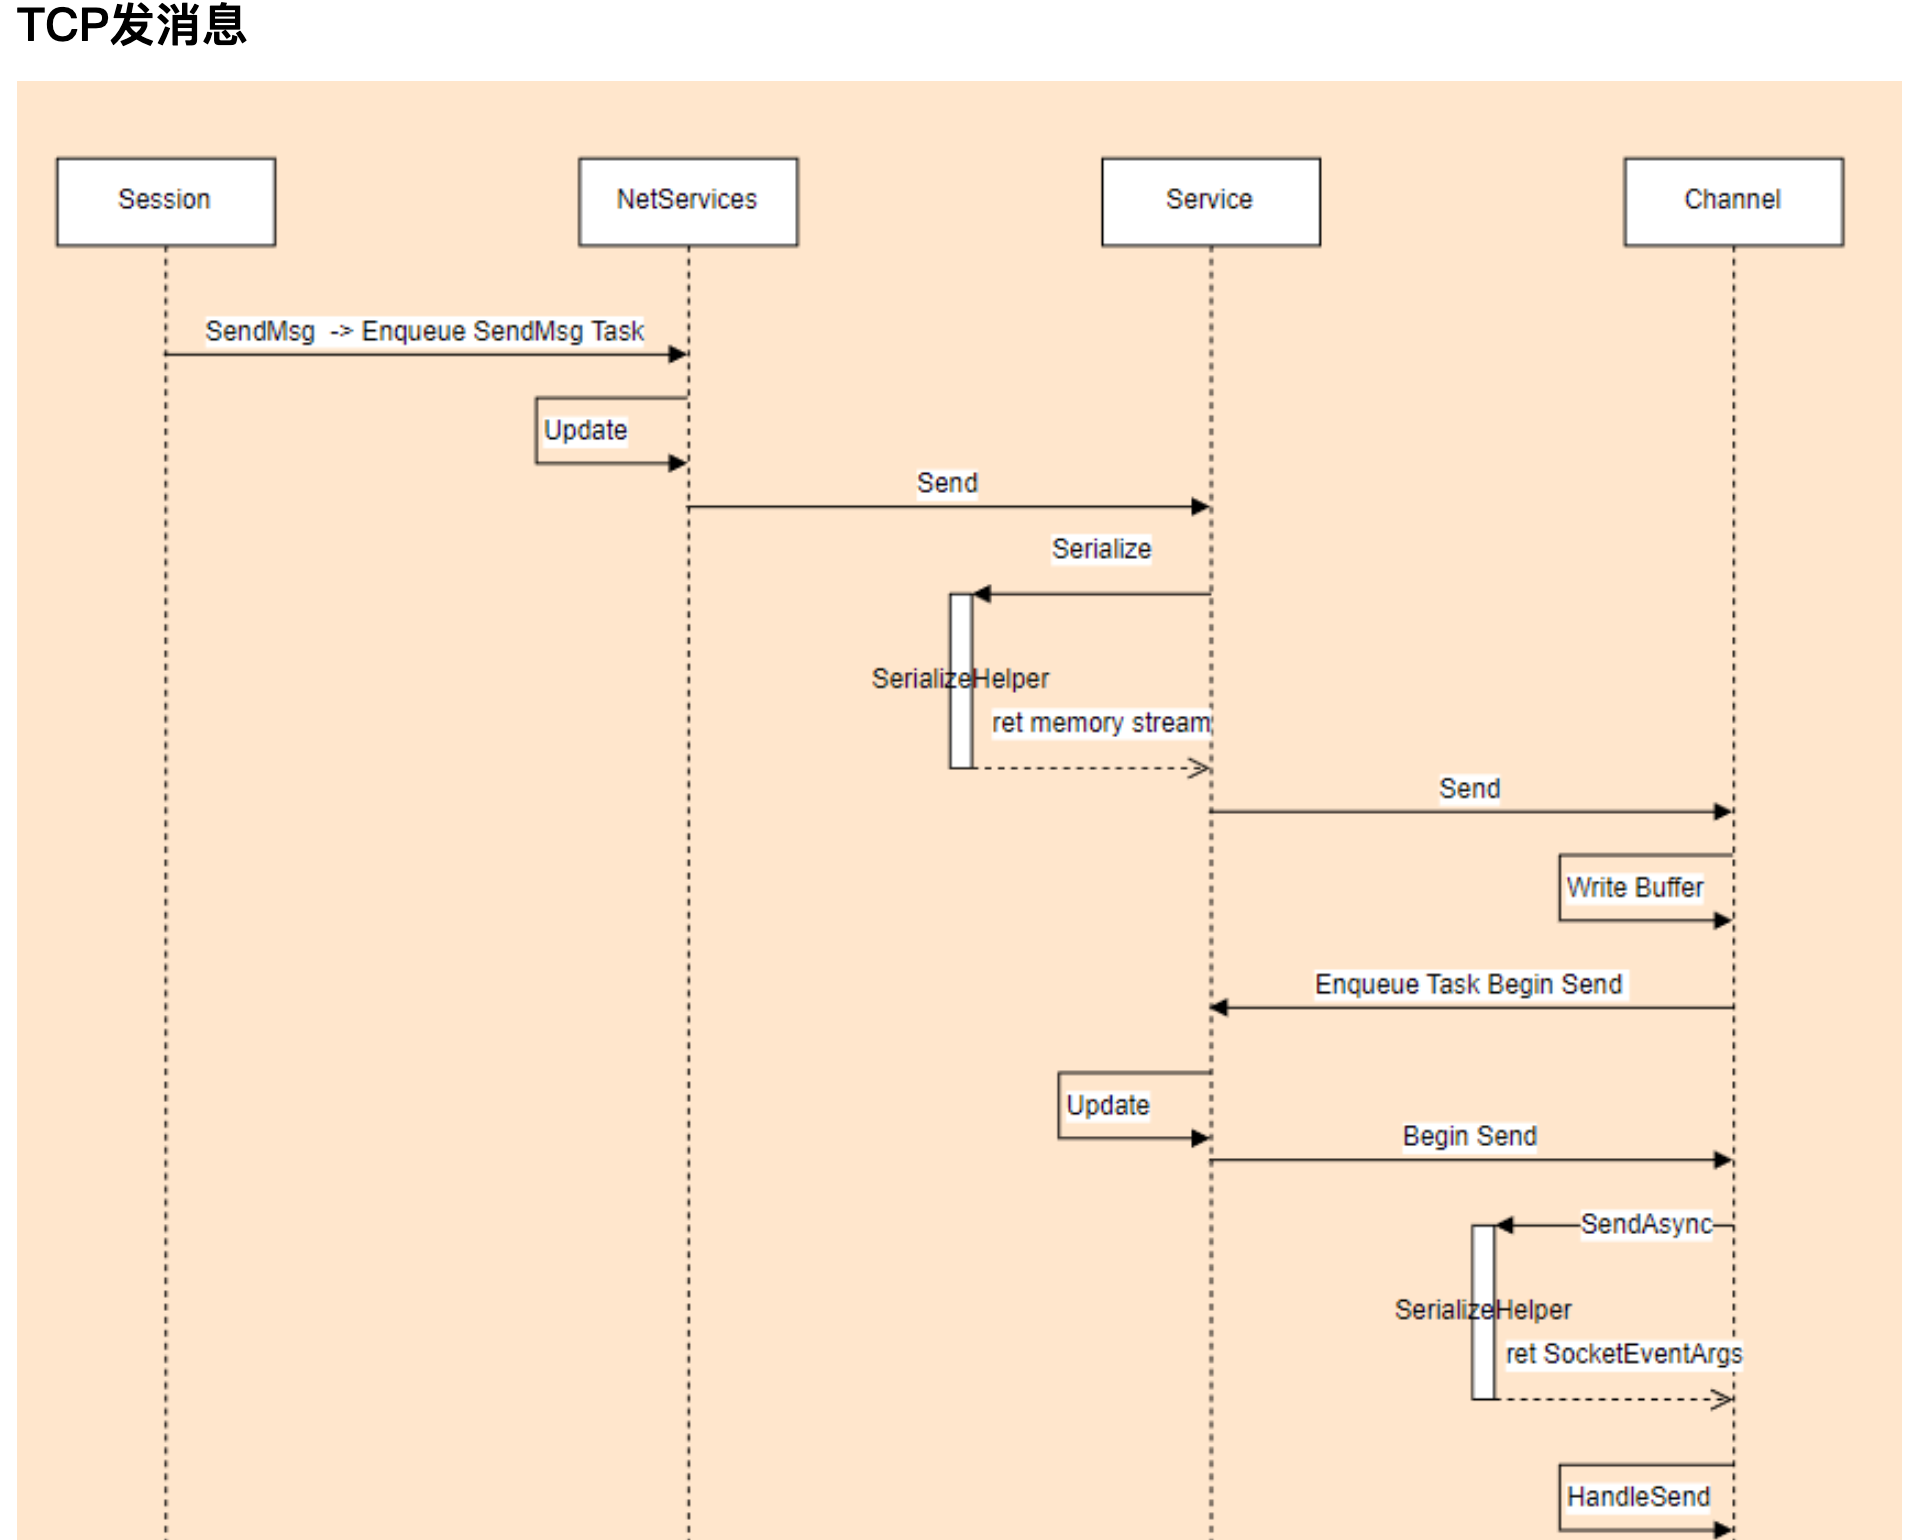 TCP发消息
Session
NetServices
Service
Channel
SendMsg -> Enqueue SendMsg Task
Update
Send
Serialize
SerializeHelper
ret memory stream
Send
Write Buffer
Enqueue Task Begin Send
Update
Begin Send
SendAsync
SerializeHelper
ret SocketEventArgs
HandleSend